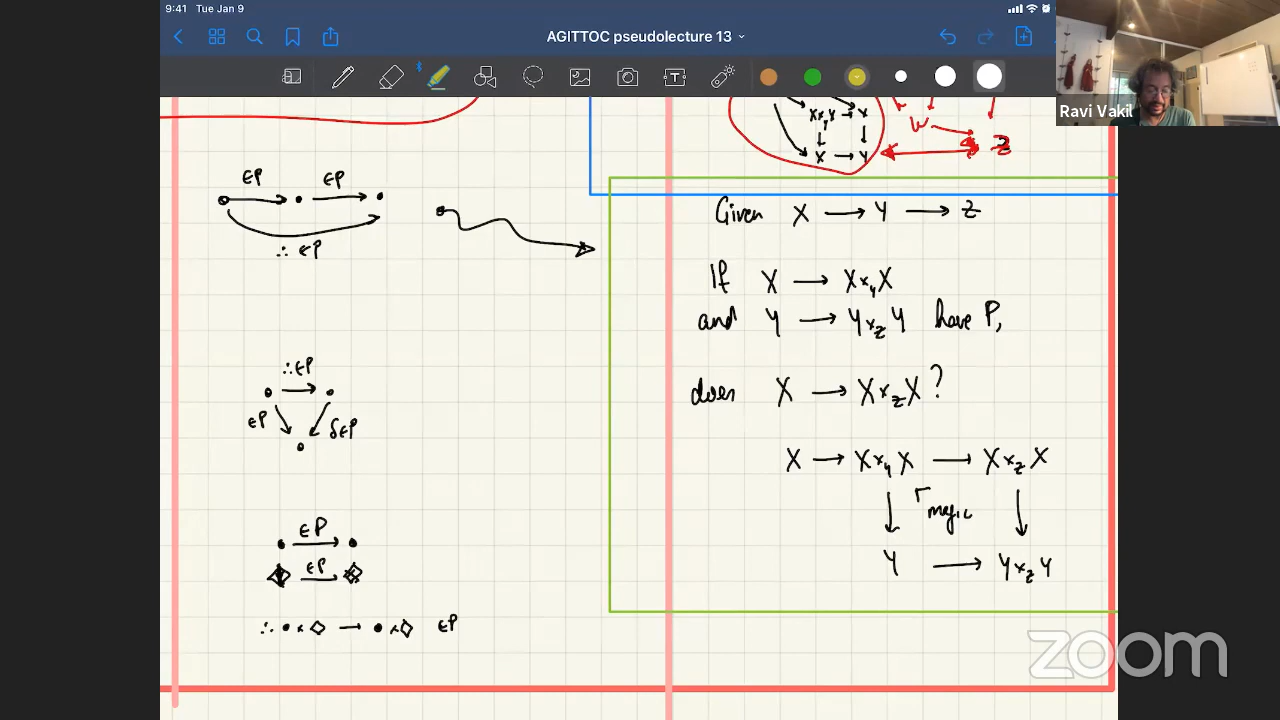 9:41 Tue Jan 9
AGITTOC pseudolecture 13
Ravi Vakil
X×_Y X → X
X → Y
W
Z
∈P ∈P
∴ ∈P
∴∈P
∈P δ∈P
∈P
∈P
∴ •×◇ → •×◇ ∈P
Given X → Y → Z
If X → X×_Y X
and Y → Y×_Z Y have P,
does X → X×_Z X?
X → X×_Y X → X×_Z X
magic
Y → Y×_Z Y
zoom